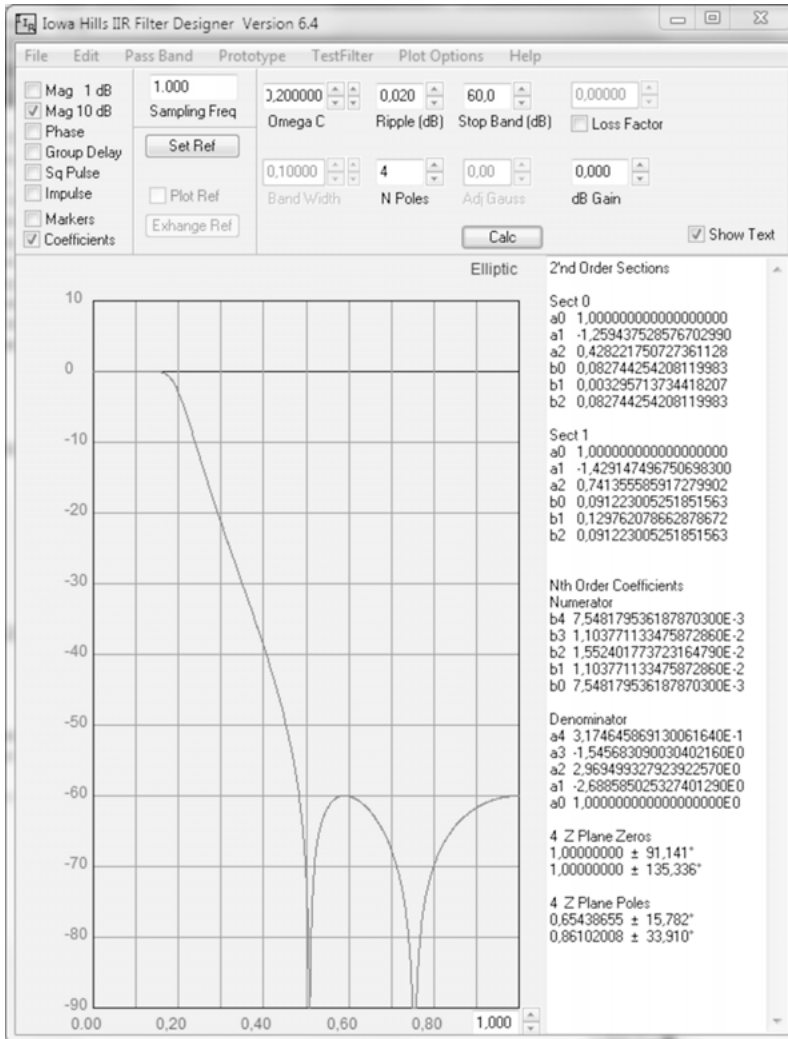 Iowa Hills IIR Filter Designer Version 6.4
File Edit Pass Band Prototype TestFilter Plot Options Help
Mag 1 dB
Mag 10 dB
Phase
Group Delay
Sq Pulse
Impulse
Markers
Coefficients
1.000
Sampling Freq
Set Ref
Plot Ref
Exhange Ref
0,200000
Omega C
0,020
Ripple (dB)
60,0
Stop Band (dB)
0,00000
Loss Factor
0,10000
Band Width
4
N Poles
0,00
Adj Gauss
0,000
dB Gain
Calc
Show Text
Elliptic
10
0
-10
-20
-30
-40
-50
-60
-70
-80
-90
0.00 0,20 0,40 0,60 0,80 1,000
2'nd Order Sections
Sect 0
a0 1,000000000000000000
a1 -1,259437528576702990
a2 0,428221750727361128
b0 0,082744254208119983
b1 0,003295713734418207
b2 0,082744254208119983
Sect 1
a0 1,000000000000000000
a1 -1,429147496750698300
a2 0,741355585917279902
b0 0,091223005251851563
b1 0,129762078662878672
b2 0,091223005251851563
Nth Order Coefficients
Numerator
b4 7,548179536187870300E-3
b3 1,103771133475872860E-2
b2 1,552401773723164790E-2
b1 1,103771133475872860E-2
b0 7,548179536187870300E-3
Denominator
a4 3,174645869130061640E-1
a3 -1,545683090030402160E0
a2 2,969499327923922570E0
a1 -2,688585025327401290E0
a0 1,000000000000000000E0
4 Z Plane Zeros
1,00000000 ± 91,141°
1,00000000 ± 135,336°
4 Z Plane Poles
0,65438655 ± 15,782°
0,86102008 ± 33,910°